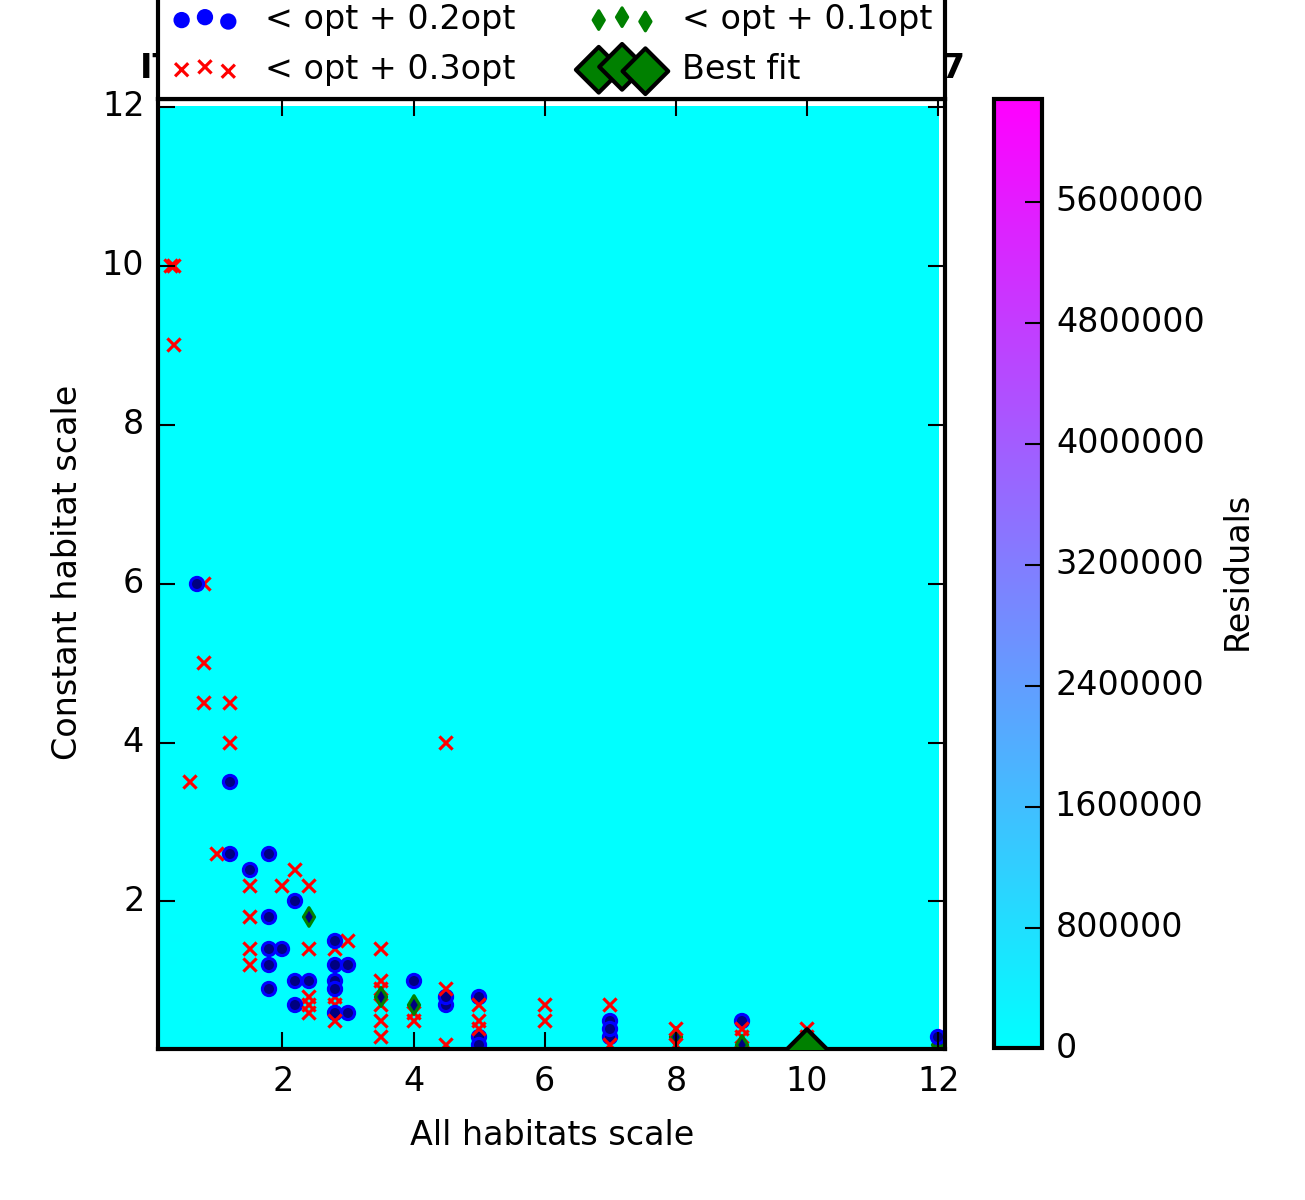 < opt + 0.2opt < opt + 0.1opt
< opt + 0.3opt Best fit
7
12
10
8
6
4
2
2 4 6 8 10 12
All habitats scale
Constant habitat scale
5600000
4800000
4000000
3200000
2400000
1600000
800000
0
Residuals